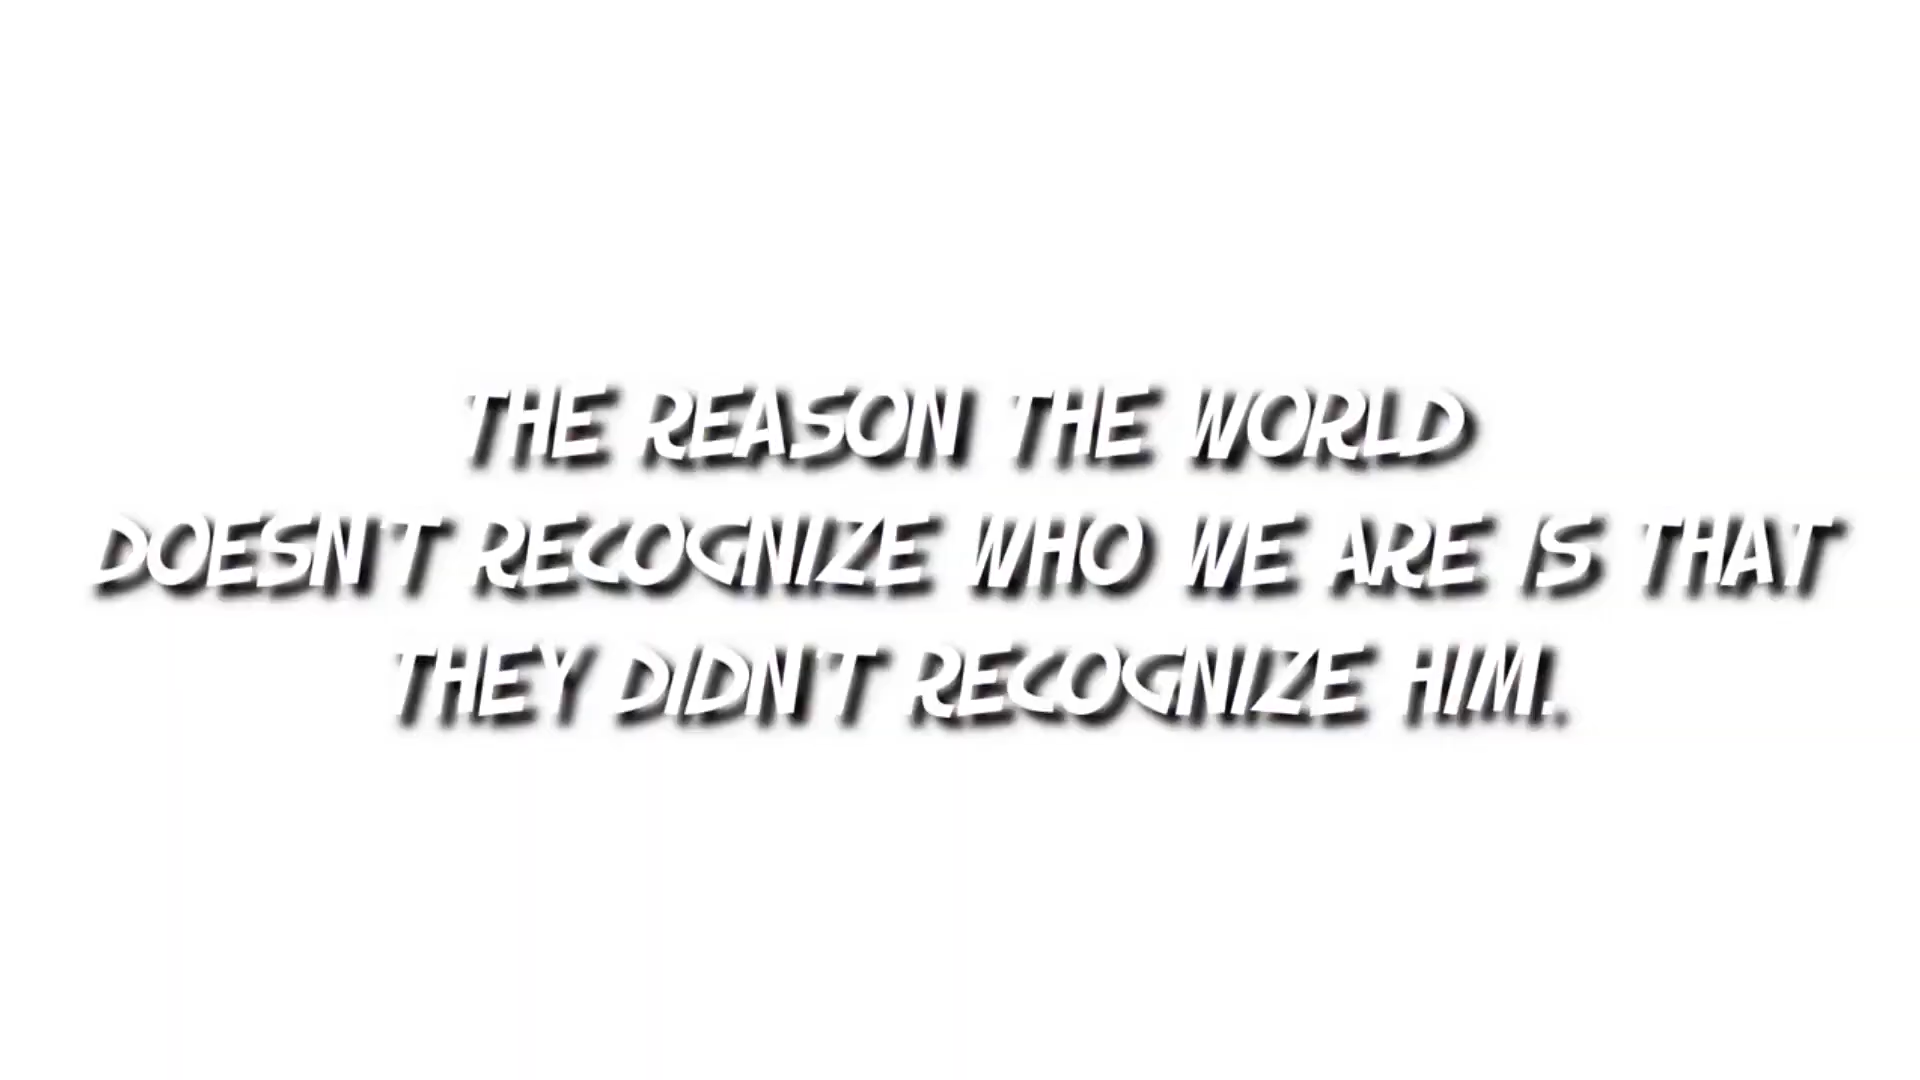 THE REASON THE WORLD
DOESN'T RECOGNIZE WHO WE ARE IS THAT
THEY DIDN'T RECOGNIZE HIM.